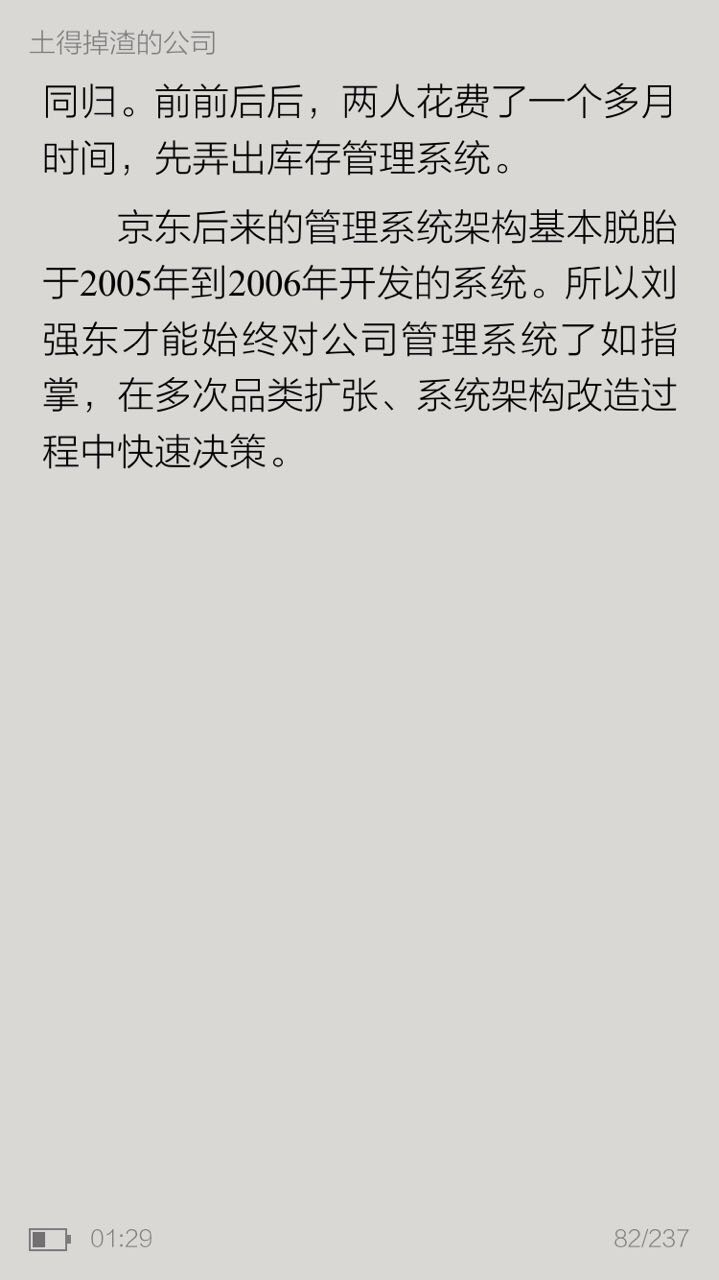 土得掉渣的公司
同归。前前后后，两人花费了一个多月
时间，先弄出库存管理系统。
京东后来的管理系统架构基本脱胎
于2005年到2006年开发的系统。所以刘
强东才能始终对公司管理系统了如指
掌，在多次品类扩张、系统架构改造过
程中快速决策。
01:29
82/237